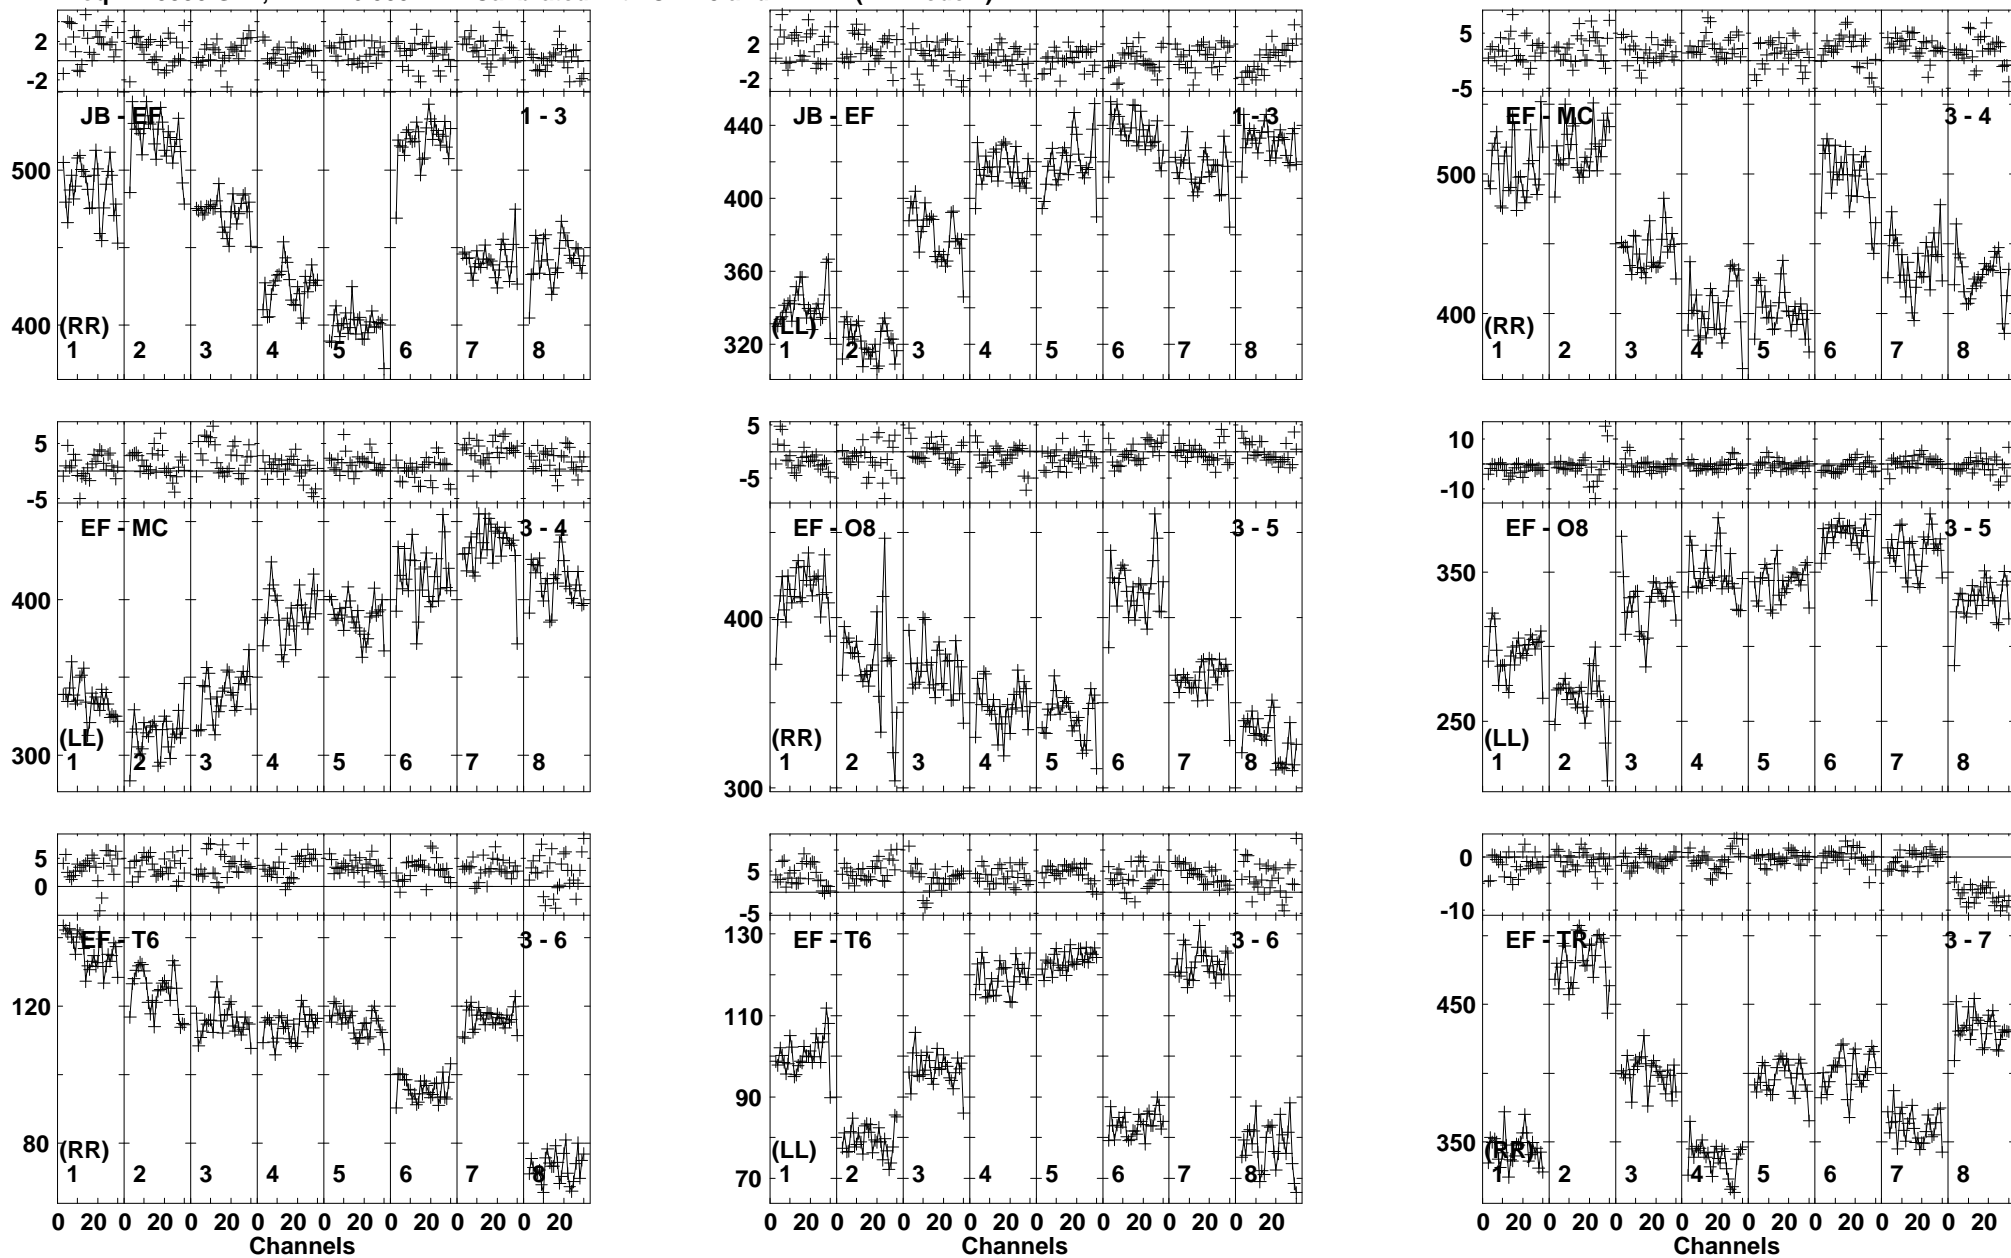 2 2 5
-2 -2 -5
JB - EF 1 - 3 JB - EF 1 - 3 EF - MC 3 - 4
500 440 500
400
360
400 (RR) 320 (LL) 400 (RR)
1 2 3 4 5 6 7 8 1 2 3 4 5 6 7 8 1 2 3 4 5 6 7 8
5 5 10
-5 -5 -10
EF - MC 3 - 4 EF - O8 3 - 5 EF - O8 3 - 5
400 400 350
300 (LL) 300 (RR) 250 (LL)
1 2 3 4 5 6 7 8 1 2 3 4 5 6 7 8 1 2 3 4 5 6 7 8
5 5 0
0 -5 -10
EF - T6 3 - 6 EF - T6 3 - 6 EF - TR 3 - 7
120 130 450
110
90
80 (RR) 70 (LL) 350 (RR)
1 2 3 4 5 6 7 8 1 2 3 4 5 6 7 8 1 2 3 4 5 6 7 8
0 20 0 20 0 20 0 20 0 20 0 20 0 20 0 20 0 20 0 20 0 20 0 20 0 20 0 20 0 20 0 20 0 20 0 20 0 20 0 20 0 20 0 20 0 20 0 20
Channels Channels Channels